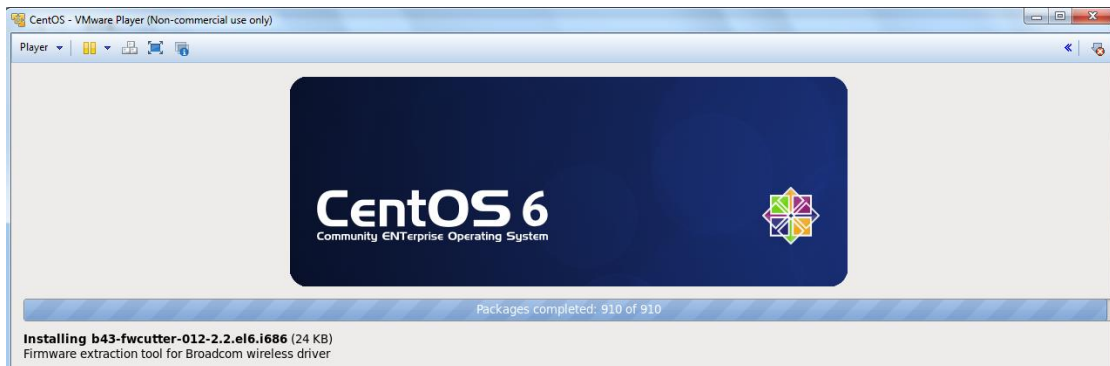 CentOS - VMware Player (Non-commercial use only)
Player
CentOS 6
Community ENTerprise Operating System
Packages completed: 910 of 910
Installing b43-fwcutter-012-2.2.el6.i686 (24 KB)
Firmware extraction tool for Broadcom wireless driver